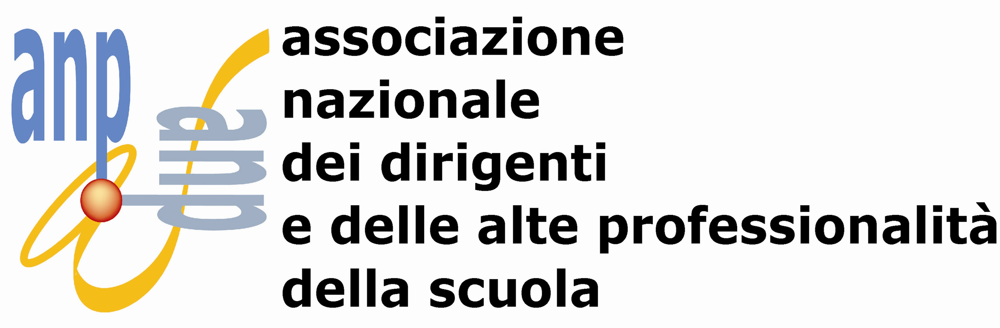 anp
anp
associazione
nazionale
dei dirigenti
e delle alte professionalità
della scuola